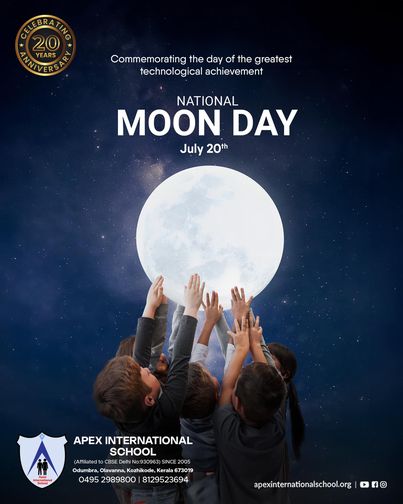 CELEBRATING
20
YEARS
ANNIVERSARY
Commemorating the day of the greatest
technological achievement
NATIONAL
MOON DAY
July 20th
APEX INTERNATIONAL
SCHOOL
(Affiliated to CBSE Delhi No:930963) SINCE 2005
Odumbra, Olavanna, Kozhikode, Kerala 673019
0495 2989800 | 8129523694
apexinternationalschool.org |